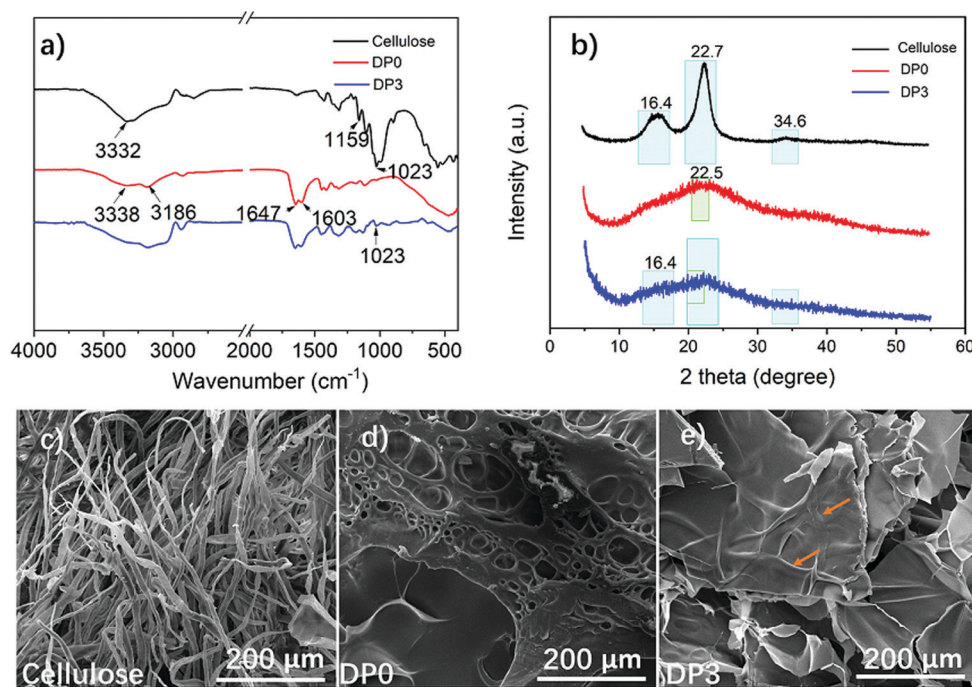 a)
Cellulose
DP0
DP3
3332
1159
1023
3338
3186
1647
1603
1023
4000 3500 3000 2500 2000 1500 1000 500
Wavenumber (cm-1)
b)
Cellulose
DP0
DP3
22.7
16.4
34.6
22.5
16.4
Intensity (a.u.)
0 10 20 30 40 50 60
2 theta (degree)
c)
Cellulose
200 µm
d)
DP0
200 µm
e)
DP3
200 µm